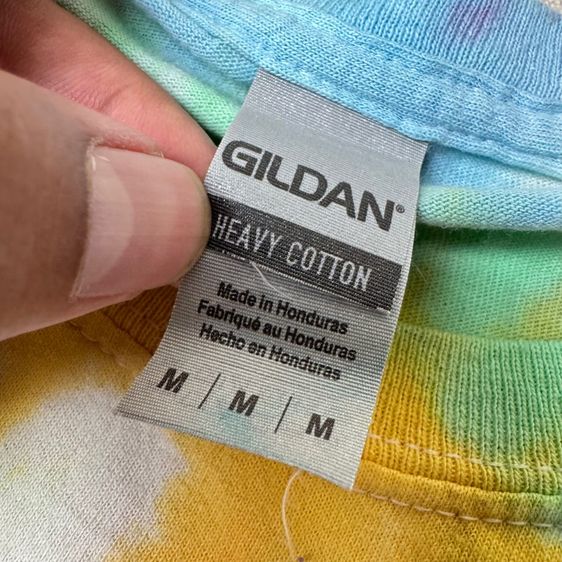 GILDAN®
HEAVY COTTON
Made in Honduras
Fabriqué au Honduras
Hecho en Honduras
M / M / M